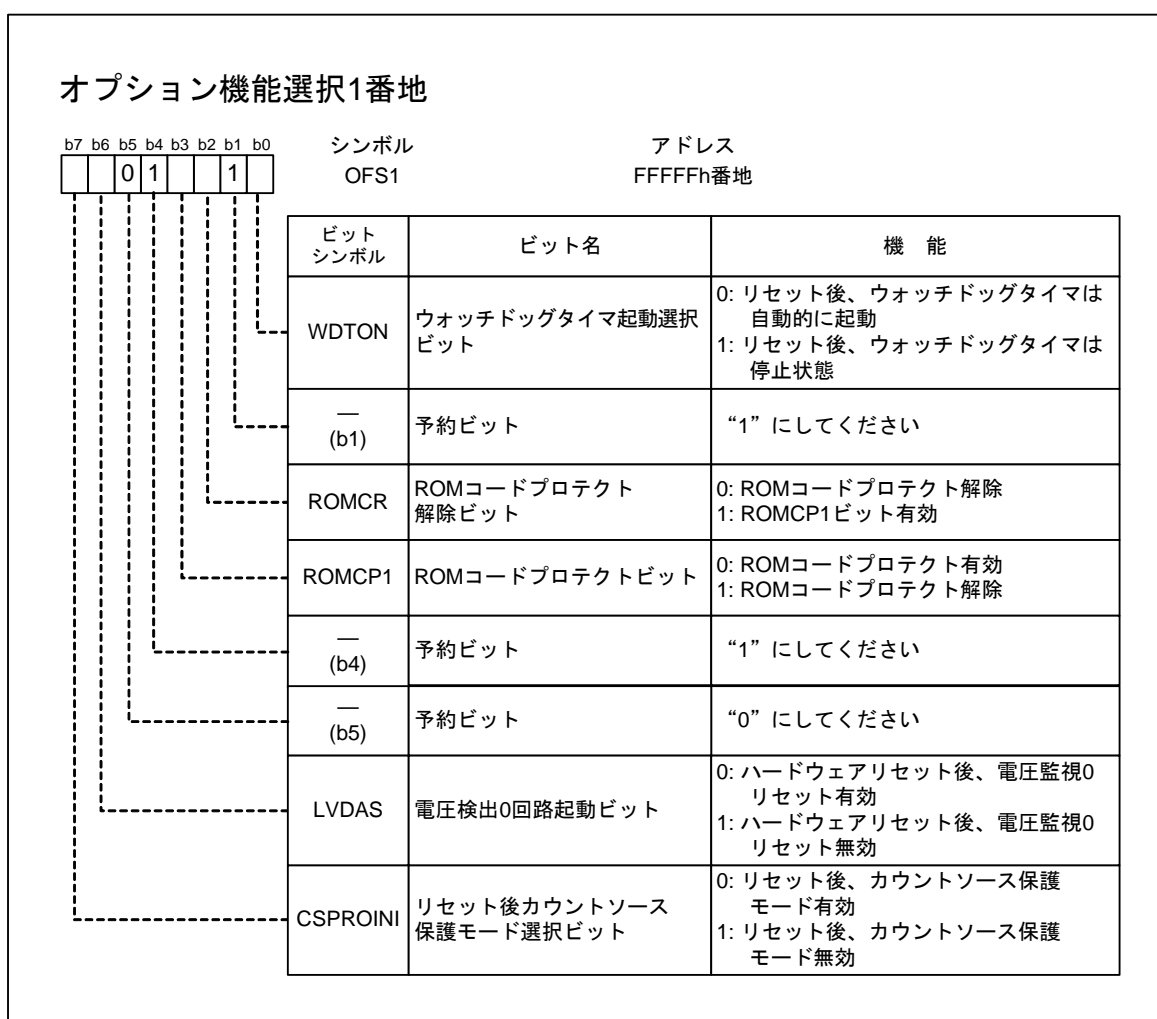 オプション機能選択1番地
b7 b6 b5 b4 b3 b2 b1 b0
シンボル
アドレス
0 1 1
OFS1
FFFFFh番地
ビット
シンボル
ビット名
機 能
WDTON
ウォッチドッグタイマ起動選択
ビット
0: リセット後、ウォッチドッグタイマは
自動的に起動
1: リセット後、ウォッチドッグタイマは
停止状態
—
(b1)
予約ビット
“1”にしてください
ROMCR
ROMコードプロテクト
解除ビット
0: ROMコードプロテクト解除
1: ROMCP1ビット有効
ROMCP1
ROMコードプロテクトビット
0: ROMコードプロテクト有効
1: ROMコードプロテクト解除
—
(b4)
予約ビット
“1”にしてください
—
(b5)
予約ビット
“0”にしてください
LVDAS
電圧検出0回路起動ビット
0: ハードウェアリセット後、電圧監視0
リセット有効
1: ハードウェアリセット後、電圧監視0
リセット無効
CSPROINI
リセット後カウントソース
保護モード選択ビット
0: リセット後、カウントソース保護
モード有効
1: リセット後、カウントソース保護
モード無効